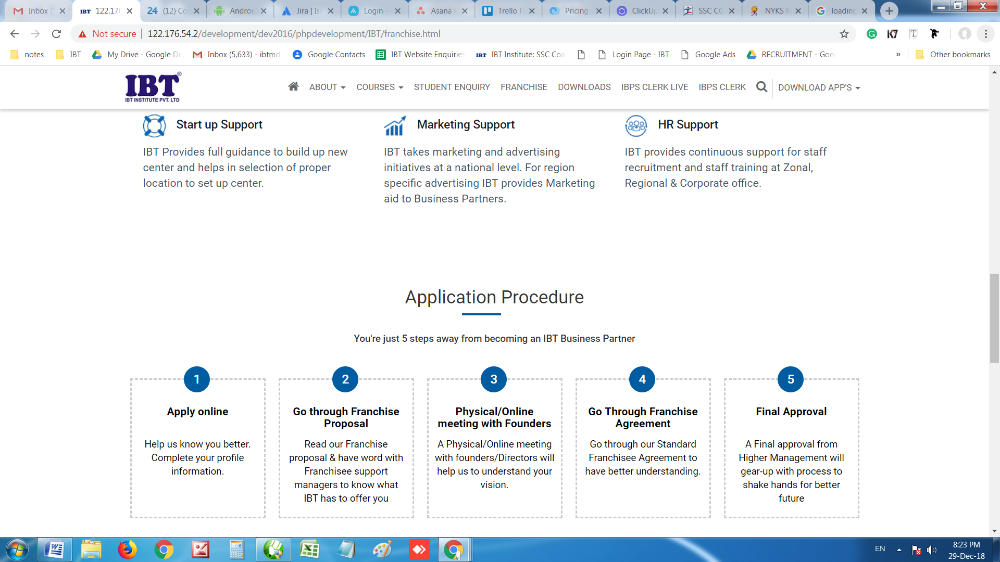 Inbox (
122.176
24 (12) Co
Android
Jira | Iss
Login -
Asana
Trello P
Pricing
ClickUp
SSC CG
NYKS R
loading
Not secure | 122.176.54.2/development/dev2016/phpdevelopment/IBT/franchise.html
notes
IBT
My Drive - Google Dr
Inbox (5,633) - ibtmd
Google Contacts
IBT Website Enquiries
IBT Institute: SSC Coa
Login Page - IBT
Google Ads
RECRUITMENT - Goo
»
Other bookmarks
IBT®
IBT INSTITUTE PVT. LTD
ABOUT
COURSES
STUDENT ENQUIRY
FRANCHISE
DOWNLOADS
IBPS CLERK LIVE
IBPS CLERK
DOWNLOAD APP'S
Start up Support
IBT Provides full guidance to build up new
center and helps in selection of proper
location to set up center.
Marketing Support
IBT takes marketing and advertising
initiatives at a national level. For region
specific advertising IBT provides Marketing
aid to Business Partners.
HR Support
IBT provides continuous support for staff
recruitment and staff training at Zonal,
Regional & Corporate office.
Application Procedure
You're just 5 steps away from becoming an IBT Business Partner
1
Apply online
Help us know you better.
Complete your profile
information.
2
Go through Franchise
Proposal
Read our Franchise
proposal & have word with
Franchisee support
managers to know what
IBT has to offer you
3
Physical/Online
meeting with Founders
A Physical/Online meeting
with founders/Directors will
help us to understand your
vision.
4
Go Through Franchise
Agreement
Go through our Standard
Franchisee Agreement to
have better understanding.
5
Final Approval
A Final approval from
Higher Management will
gear-up with process to
shake hands for better
future
EN
8:23 PM
29-Dec-18